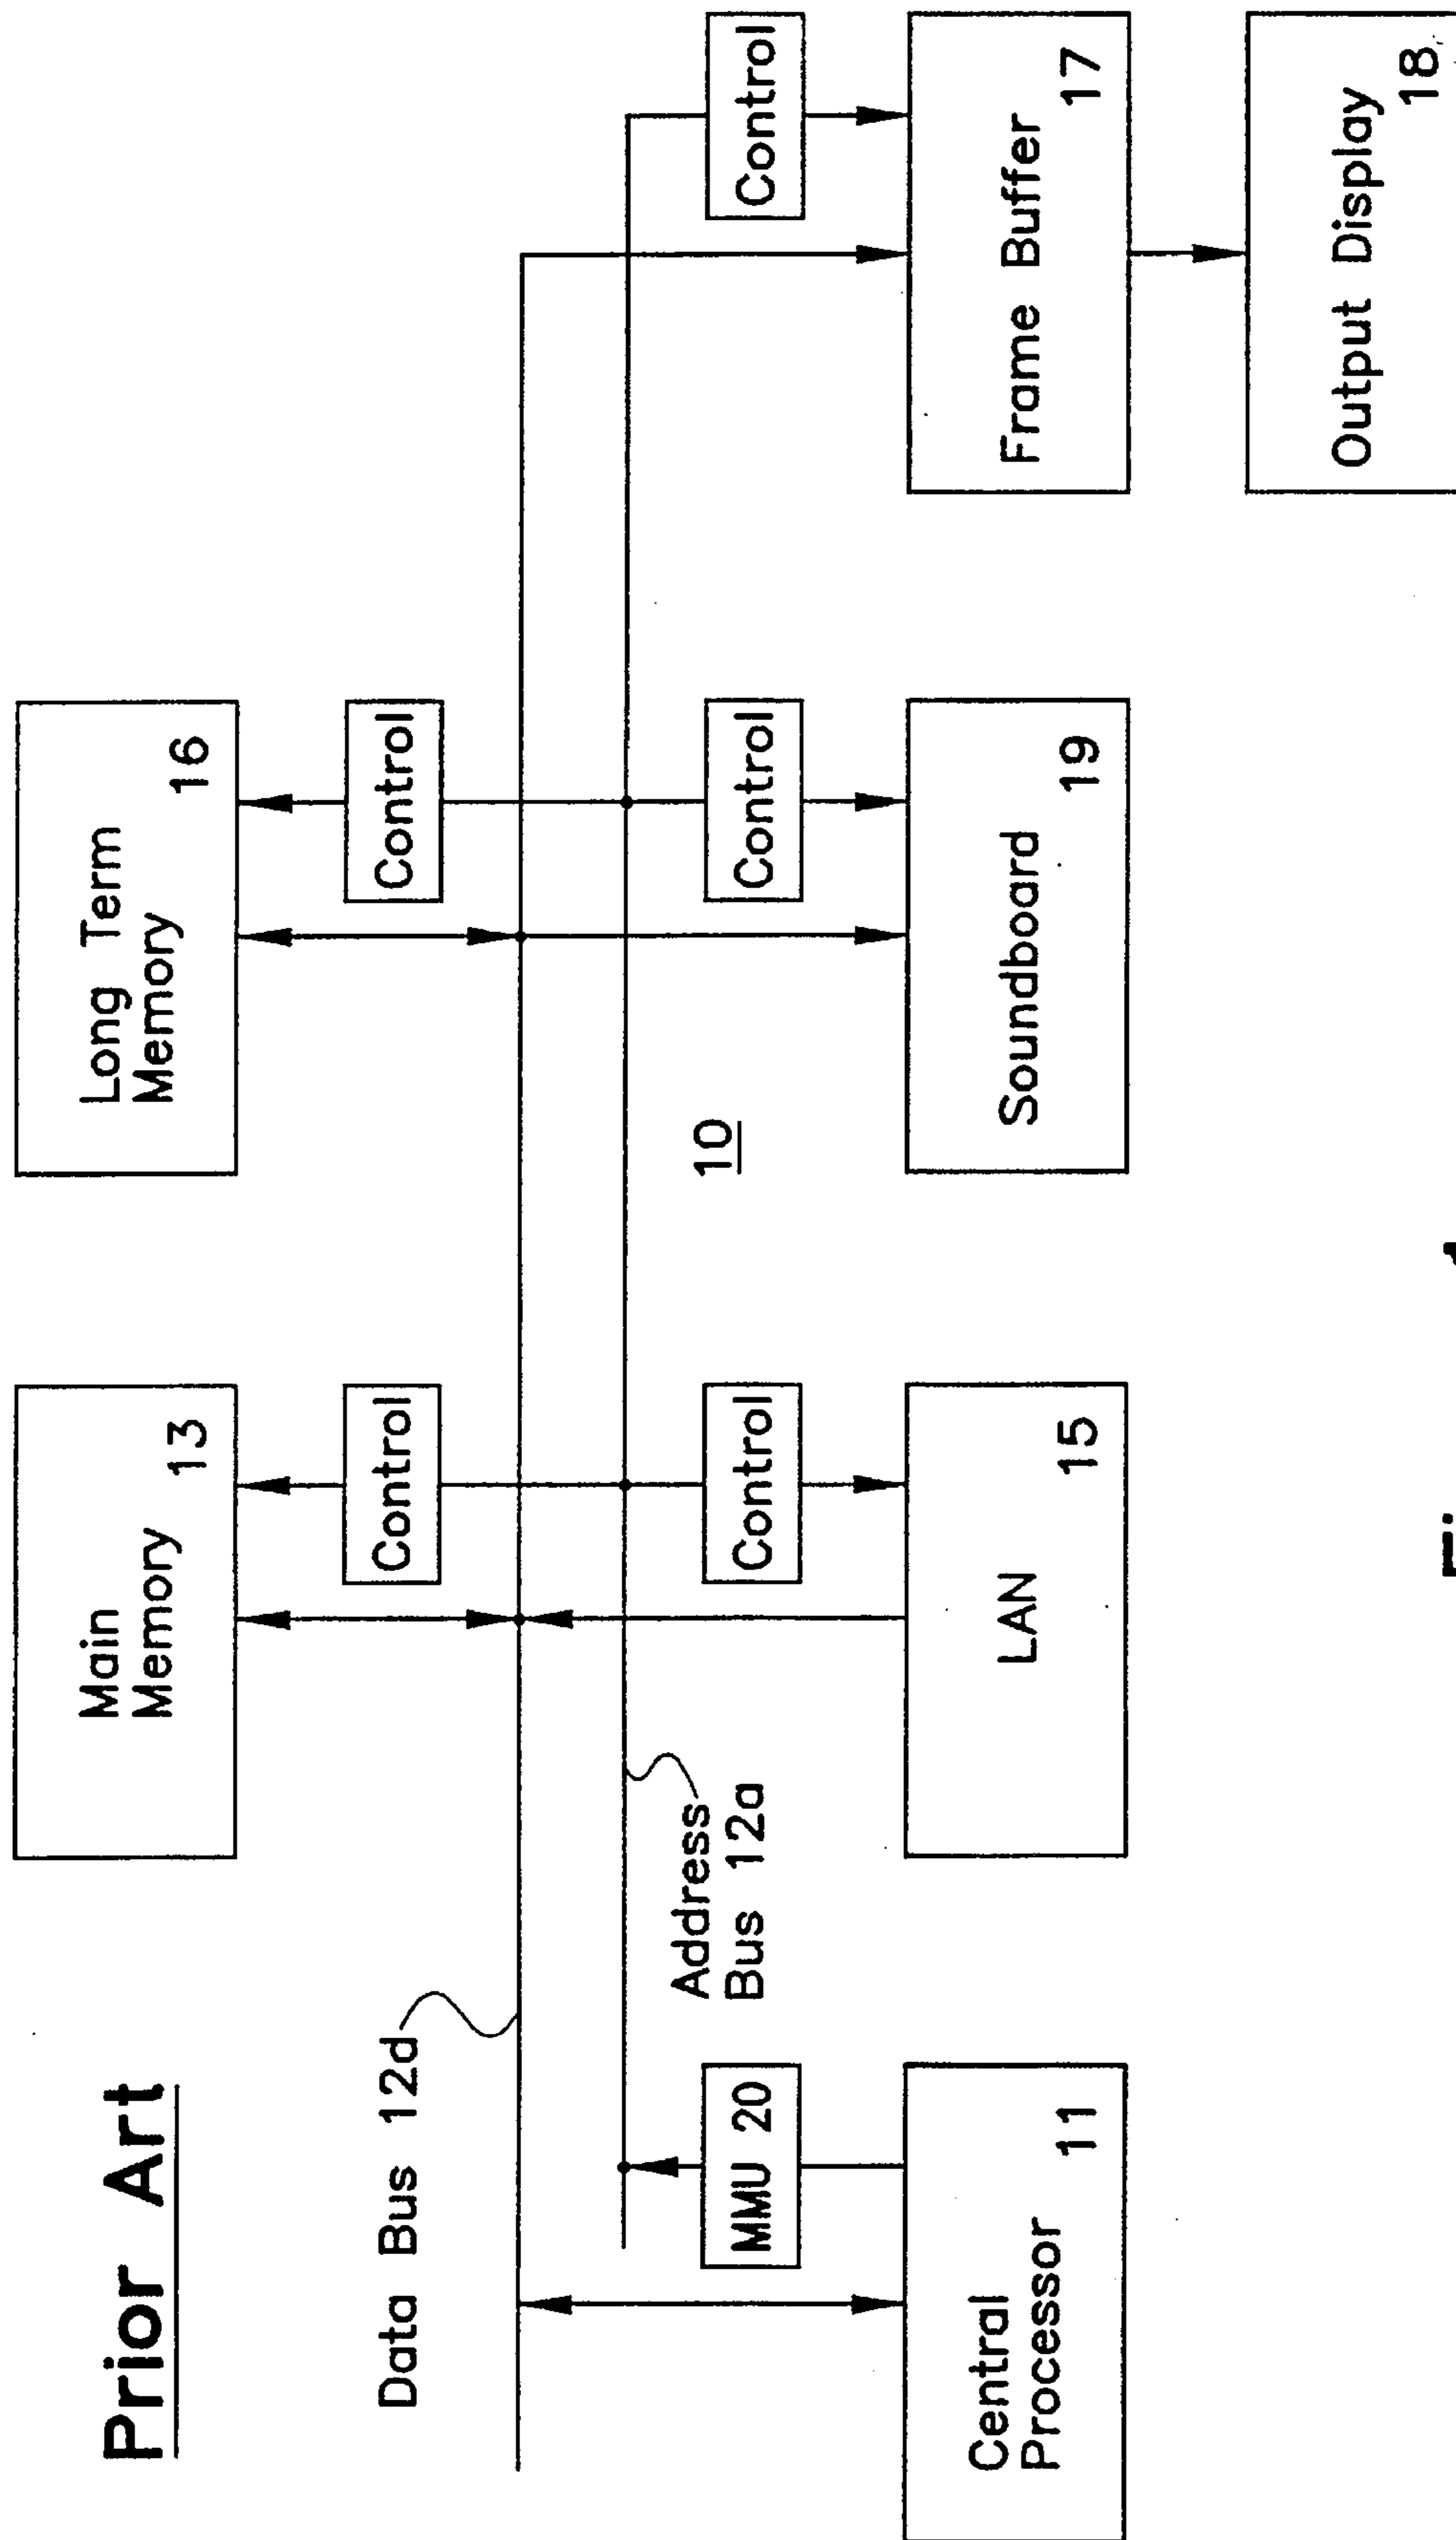 Prior Art
Long Term
Memory
16
Main
Memory
13
Control
Control
Data Bus 12d
Address
Bus 12a
10
MMU 20
Control
Control
Control
Central
Processor
11
LAN
15
Soundboard
19
Frame Buffer
17
Output Display
18